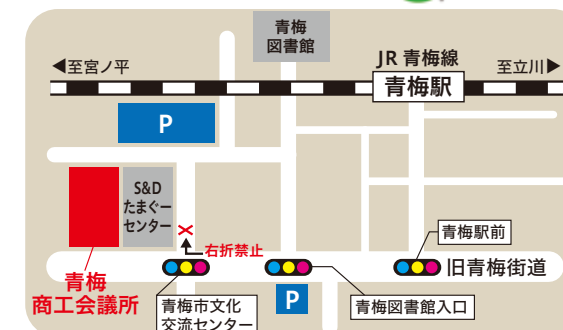 青梅
図書館
JR 青梅線
◀至宮ノ平
至立川▶
青梅駅
P
S&D
たまぐー
センター
右折禁止
青梅駅前
旧青梅街道
青梅
商工会議所
青梅市文化
交流センター
P
青梅図書館入口